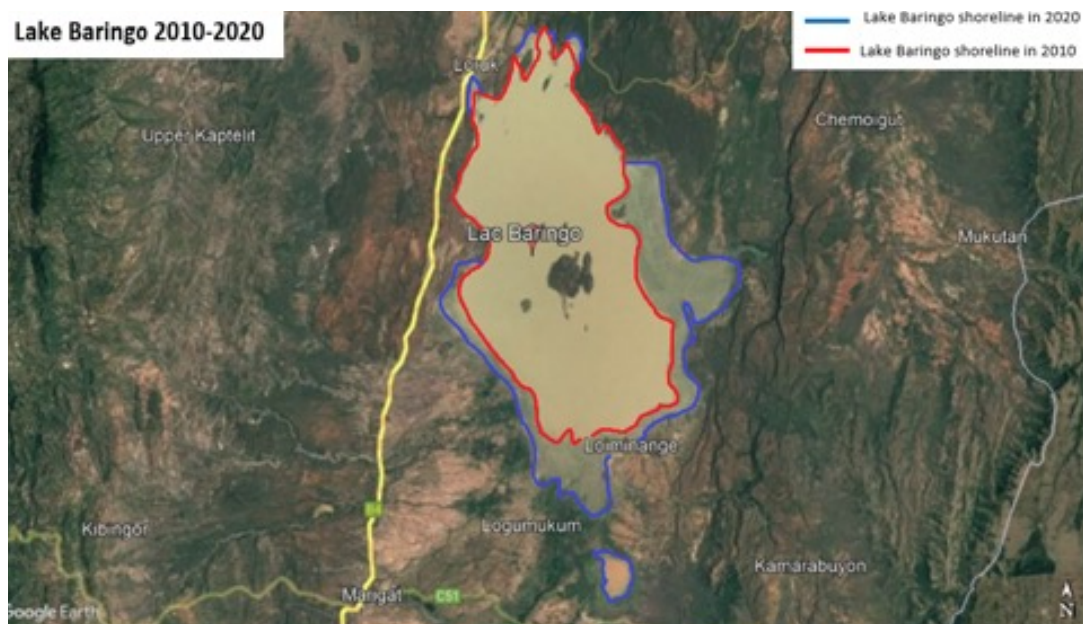 Lake Baringo 2010-2020
Lake Baringo shoreline in 2020
Lake Baringo shoreline in 2010
Loruk
Chemoigut
Upper Kaptelit
Lac Baringo
Mukutan
Loiminange
Logumukum
Kibingor
Kamarabuyon
Marigat
C51
Google Earth
N